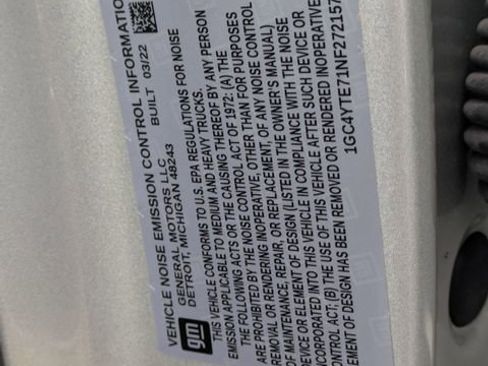 VEHICLE NOISE EMISSION CONTROL INFORMATIO
GENERAL MOTORS LLC
DETROIT, MICHIGAN 48243
BUILT 03/22
gm
THIS VEHICLE CONFORMS TO U.S. EPA REGULATIONS FOR NOISE
EMISSION APPLICABLE TO MEDIUM AND HEAVY TRUCKS.
THE FOLLOWING ACTS OR THE CAUSING THEREOF BY ANY PERSON
ARE PROHIBITED BY THE NOISE CONTROL ACT OF 1972: (A) THE
REMOVAL OR RENDERING INOPERATIVE, OTHER THAN FOR PURPOSES
OF MAINTENANCE, REPAIR, OR REPLACEMENT, OF ANY NOISE CONTROL
DEVICE OR ELEMENT OF DESIGN (LISTED IN THE OWNER'S MANUAL)
INCORPORATED INTO THIS VEHICLE IN COMPLIANCE WITH THE NOISE
ONTROL ACT; (B) THE USE OF THIS VEHICLE AFTER SUCH DEVICE OR
EMENT OF DESIGN HAS BEEN REMOVED OR RENDERED INOPERATIVE
1GC4YTE71NF272157